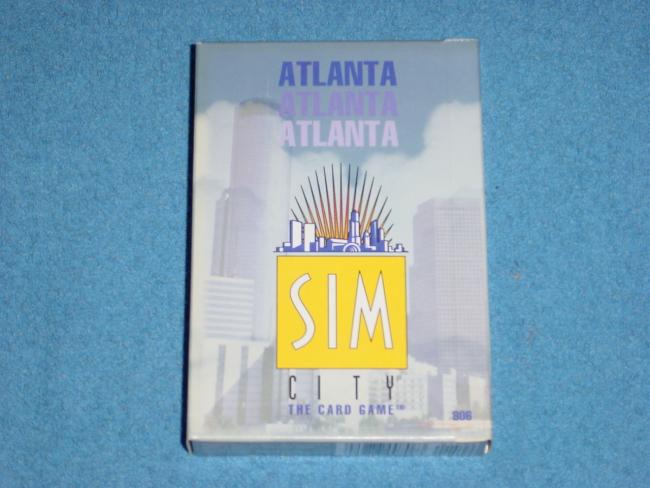 ATLANTA
ATLANTA
ATLANTA
SIM
CITY
THE CARD GAME™
806